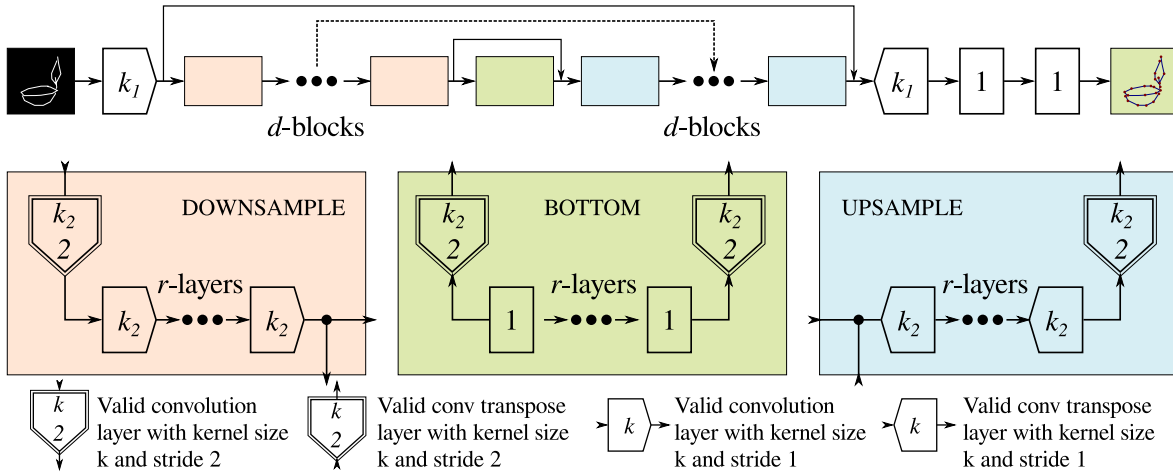 k1
k1
1
1
d-blocks
d-blocks
DOWNSAMPLE
k2
2
r-layers
k2
k2
BOTTOM
k2
2
k2
2
r-layers
1
1
UPSAMPLE
k2
2
r-layers
k2
k2
k
2
Valid convolution
layer with kernel size
k and stride 2
k
2
Valid conv transpose
layer with kernel size
k and stride 2
k
Valid convolution
layer with kernel size
k and stride 1
k
Valid conv transpose
layer with kernel size
k and stride 1